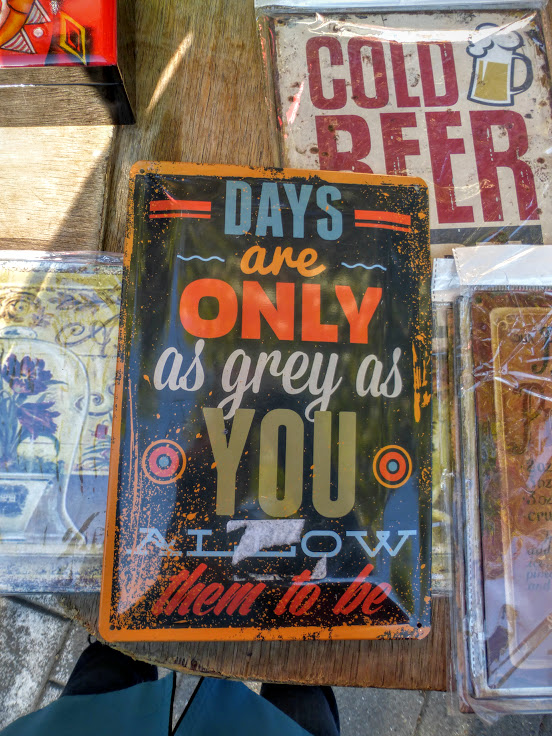 COLD
BEER
DAYS
are
ONLY
as grey as
YOU
ALLOW
them to be